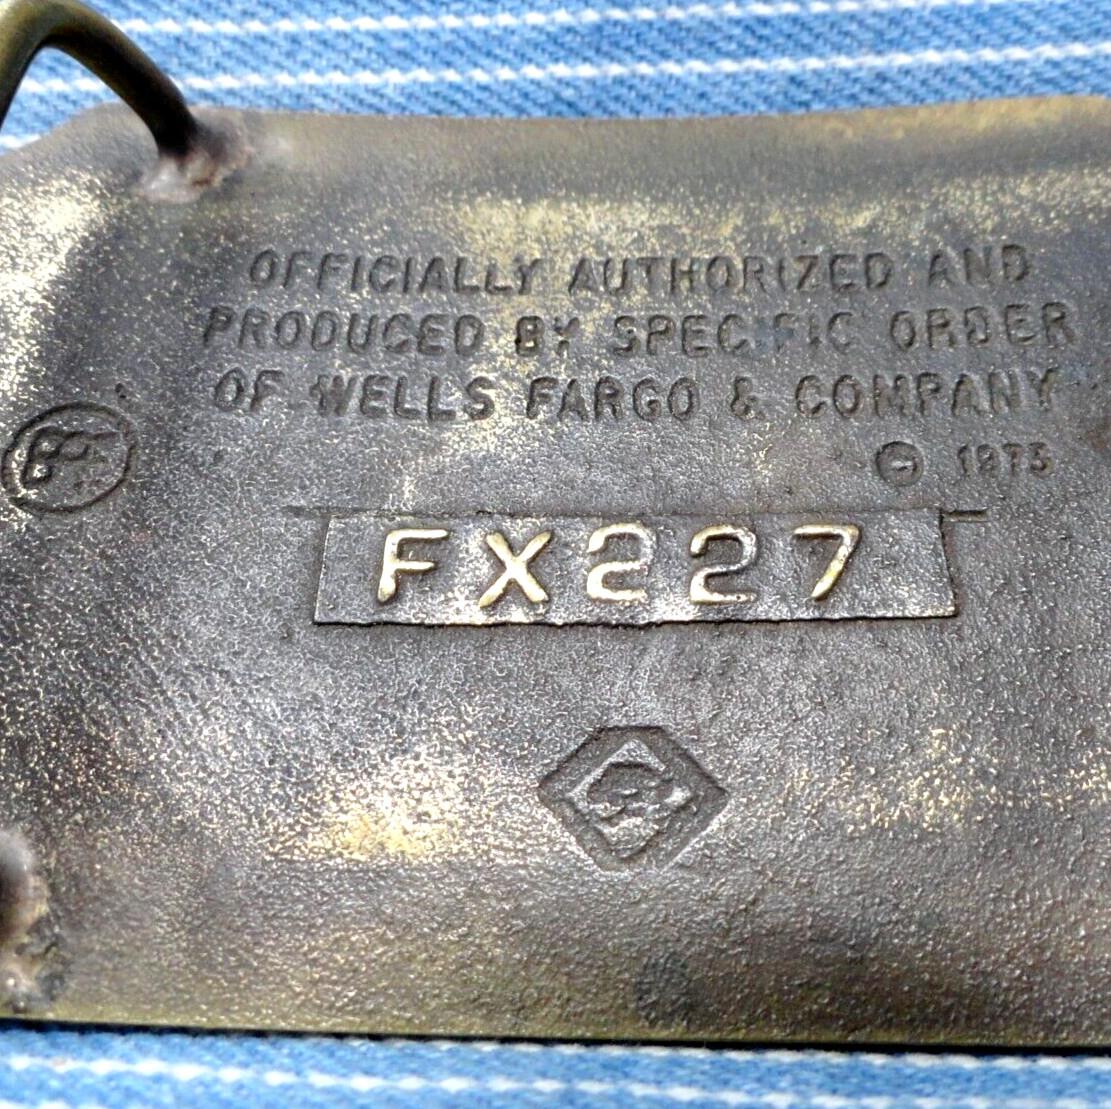 OFFICIALLY AUTHORIZED AND
PRODUCED BY SPECIFIC ORDER
OF WELLS FARGO & COMPANY
© 1975
FX227